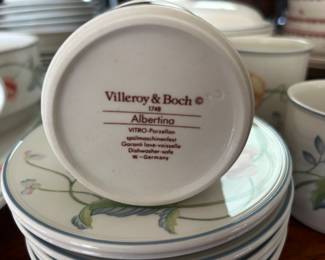 Villeroy & Boch ©
1748
Albertina
VITRO-Porzellan
spülmaschinenfest
Garanti lave-vaisselle
Dishwasher-safe
W.-Germany